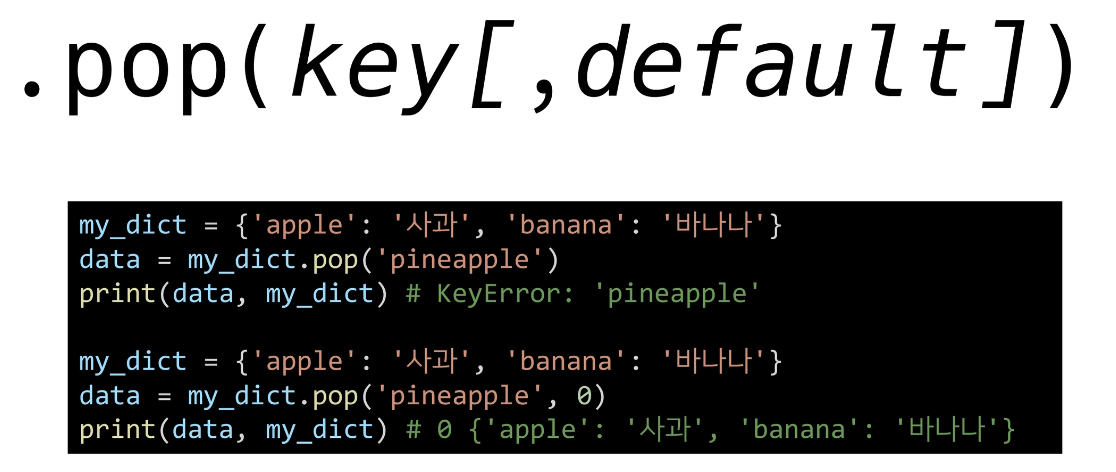 .pop(key[,default])
my_dict = {'apple': '사과', 'banana': '바나나'}
data = my_dict.pop('pineapple')
print(data, my_dict) # KeyError: 'pineapple'
my_dict = {'apple': '사과', 'banana': '바나나'}
data = my_dict.pop('pineapple', 0)
print(data, my_dict) # 0 {'apple': '사과', 'banana': '바나나'}